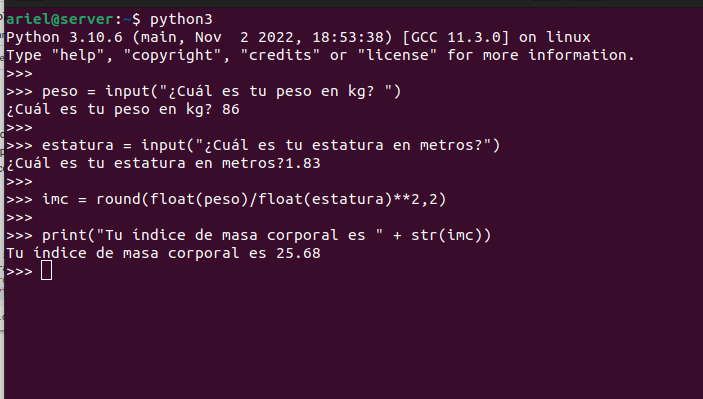 ariel@server:~$ python3
Python 3.10.6 (main, Nov  2 2022, 18:53:38) [GCC 11.3.0] on linux
Type "help", "copyright", "credits" or "license" for more information.
>>>
>>> peso = input("¿Cuál es tu peso en kg? ")
¿Cuál es tu peso en kg? 86
>>>
>>> estatura = input("¿Cuál es tu estatura en metros?")
¿Cuál es tu estatura en metros?1.83
>>>
>>> imc = round(float(peso)/float(estatura)**2,2)
>>>
>>> print("Tu índice de masa corporal es " + str(imc))
Tu índice de masa corporal es 25.68
>>>